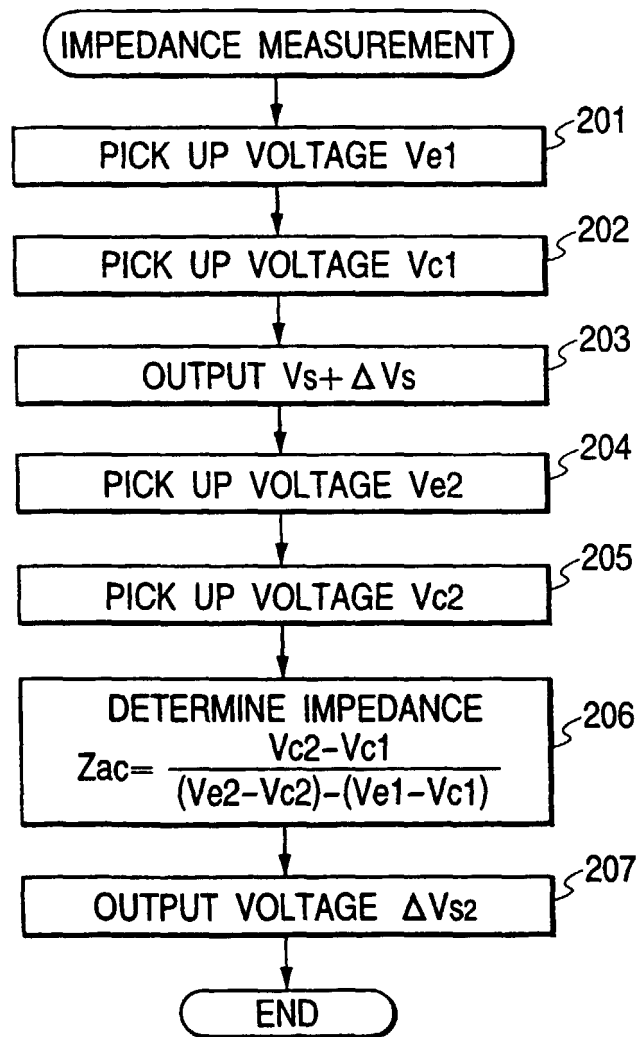 IMPEDANCE MEASUREMENT
201
PICK UP VOLTAGE Ve1
202
PICK UP VOLTAGE Vc1
203
OUTPUT Vs+ΔVs
204
PICK UP VOLTAGE Ve2
205
PICK UP VOLTAGE Vc2
206
DETERMINE IMPEDANCE
Zac= Vc2-Vc1
(Ve2-Vc2)-(Ve1-Vc1)
207
OUTPUT VOLTAGE ΔVs2
END